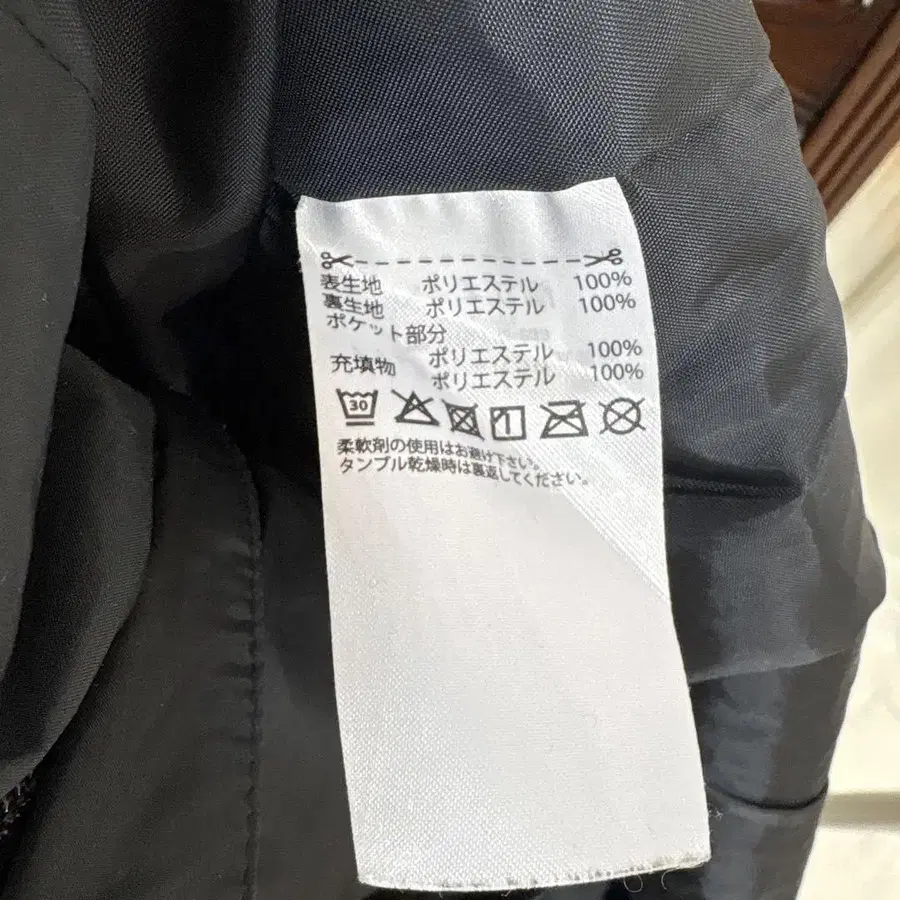 表生地 ポリエステル 100%
裏生地 ポリエステル 100%
ポケット部分
ポリエステル 100%
充填物 ポリエステル 100%
30
柔軟剤の使用はお避け下さい。
タンブル乾燥時は裏返してください。